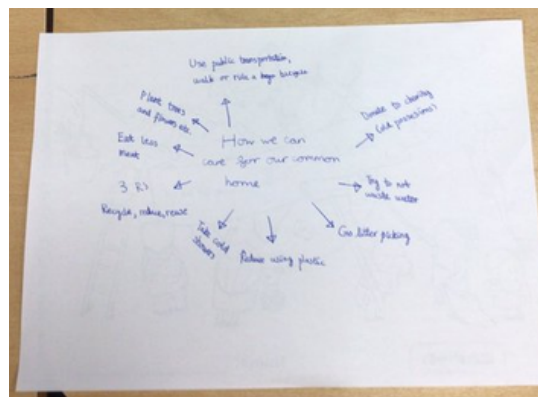 Use public transportation,
walk or ride a bicycle
Plant trees
and flowers etc.
Eat less
meat
3 R's
Recycle, reduce, reuse
Take cold
showers
Reduce using plastic
Go litter picking
Try to not
waste water
Donate to charity
(old possessions)
How we can
care for our common
home